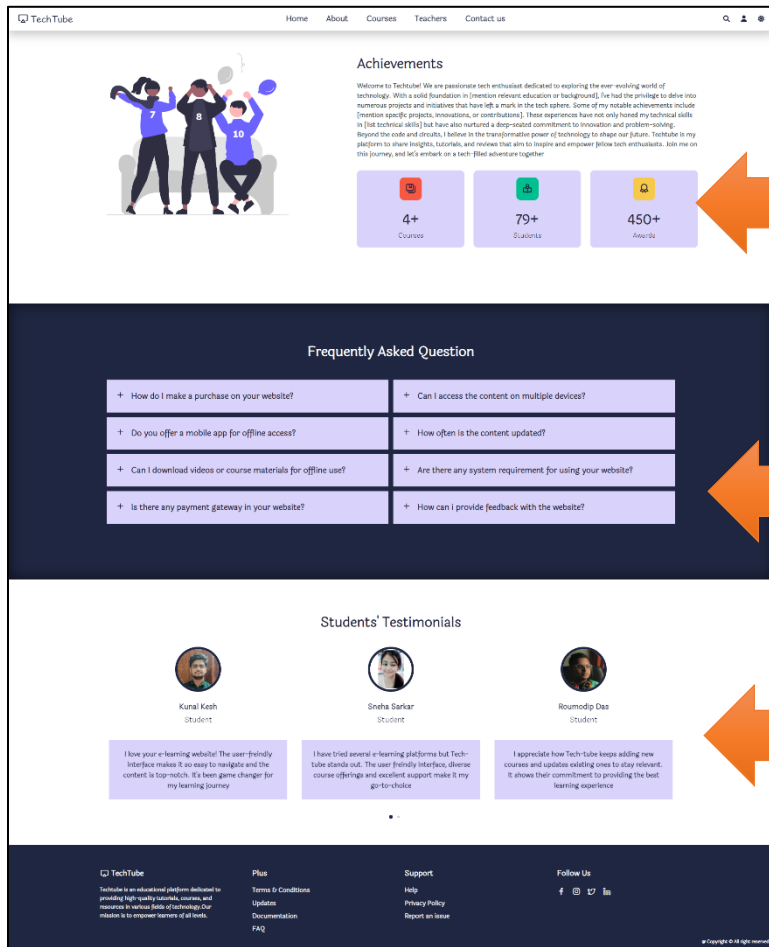 TechTube
Home About Courses Teachers Contact us
7
8
10
Achievements
Welcome to Techtube! We are passionate tech enthusiast dedicated to exploring the ever-evolving world of
technology. With a solid foundation in [mention relevant education or background], I've had the privilege to delve into
numerous projects and initiatives that have left a mark in the tech sphere. Some of my notable achievements include
[mention specific projects, innovations, or contributions]. These experiences have not only honed my technical skills
in [list technical skills] but have also nurtured a deep-seated commitment to innovation and problem-solving.
Beyond the code and circuits, I believe in the transformative power of technology to shape our future. Techtube is my
platform to share insights, tutorials, and reviews that aim to inspire and empower fellow tech enthusiasts. Join me on
this journey, and let's embark on a tech-filled adventure together
4+
Courses
79+
Students
450+
Awards
Frequently Asked Question
+ How do I make a purchase on your website?
+ Can I access the content on multiple devices?
+ Do you offer a mobile app for offline access?
+ How often is the content updated?
+ Can I download videos or course materials for offline use?
+ Are there any system requirement for using your website?
+ Is there any payment gateway in your website?
+ How can i provide feedback with the website?
Students' Testimonials
Kunal Kesh
Student
I love your e-learning website! The user-freindly
Interface makes it so easy to navigate and the
content is top-notch. It's been game changer for
my learning journey
Sneha Sarkar
Student
I have tried several e-learning platforms but Tech-
tube stands out. The user freindly Interface, diverse
course offerings and excellent support make it my
go-to-choice
Roumodip Das
Student
I appreciate how Tech-tube keeps adding new
courses and updates existing ones to stay relevant.
It shows their commitment to providing the best
learning experience
TechTube
Techtube is an educational platform dedicated to
providing high-quality tutorials, courses, and
resources in various fields of technology.Our
mission is to empower learners of all levels.
Plus
Terms & Conditions
Updates
Documentation
FAQ
Support
Help
Privacy Policy
Report an issue
Follow Us
@ Copyright © All right reserved